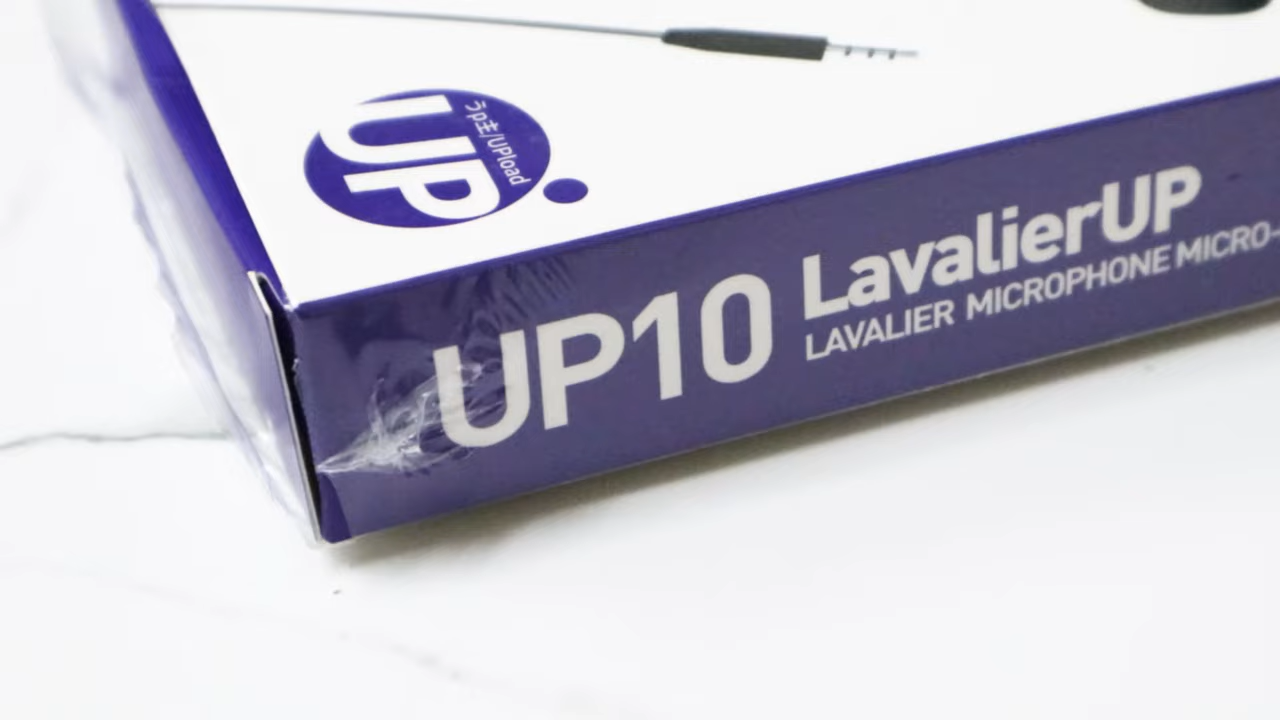 UP
うp主/UPload
UP10
LavalierUP
LAVALIER MICROPHONE MICRO-